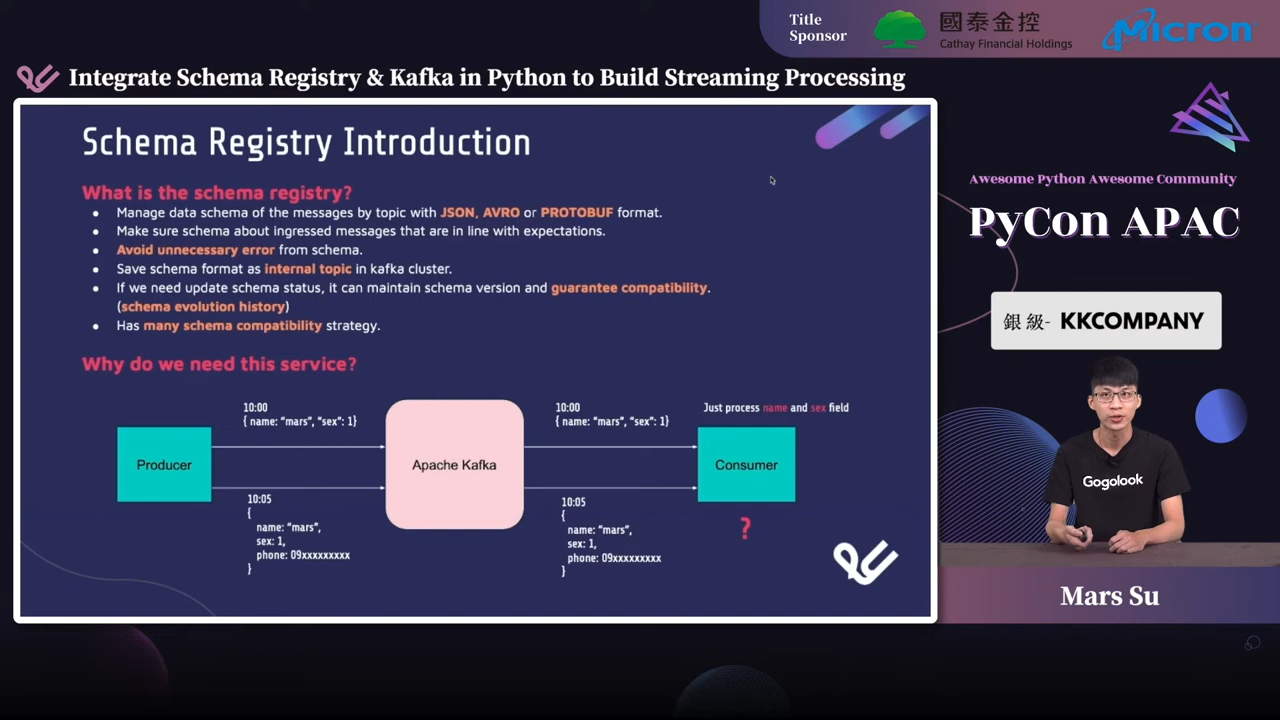 Title
Sponsor
國泰金控
Cathay Financial Holdings
Micron
Integrate Schema Registry & Kafka in Python to Build Streaming Processing
Schema Registry Introduction
What is the schema registry?
● Manage data schema of the messages by topic with JSON, AVRO or PROTOBUF format.
● Make sure schema about ingressed messages that are in line with expectations.
● Avoid unnecessary error from schema.
● Save schema format as internal topic in kafka cluster.
● If we need update schema status, it can maintain schema version and guarantee compatibility.
(schema evolution history)
● Has many schema compatibility strategy.
Why do we need this service?
10:00
{ name: “mars”, “sex”: 1}
10:00
{ name: “mars”, “sex”: 1}
Just process name and sex field
Producer
Apache Kafka
Consumer
10:05
{
name: “mars”,
sex: 1,
phone: 09xxxxxxxxx
}
10:05
{
name: “mars”,
sex: 1,
phone: 09xxxxxxxxx
}
?
Awesome Python Awesome Community
PyCon APAC
銀級- KKCOMPANY
Gogolook
Mars Su